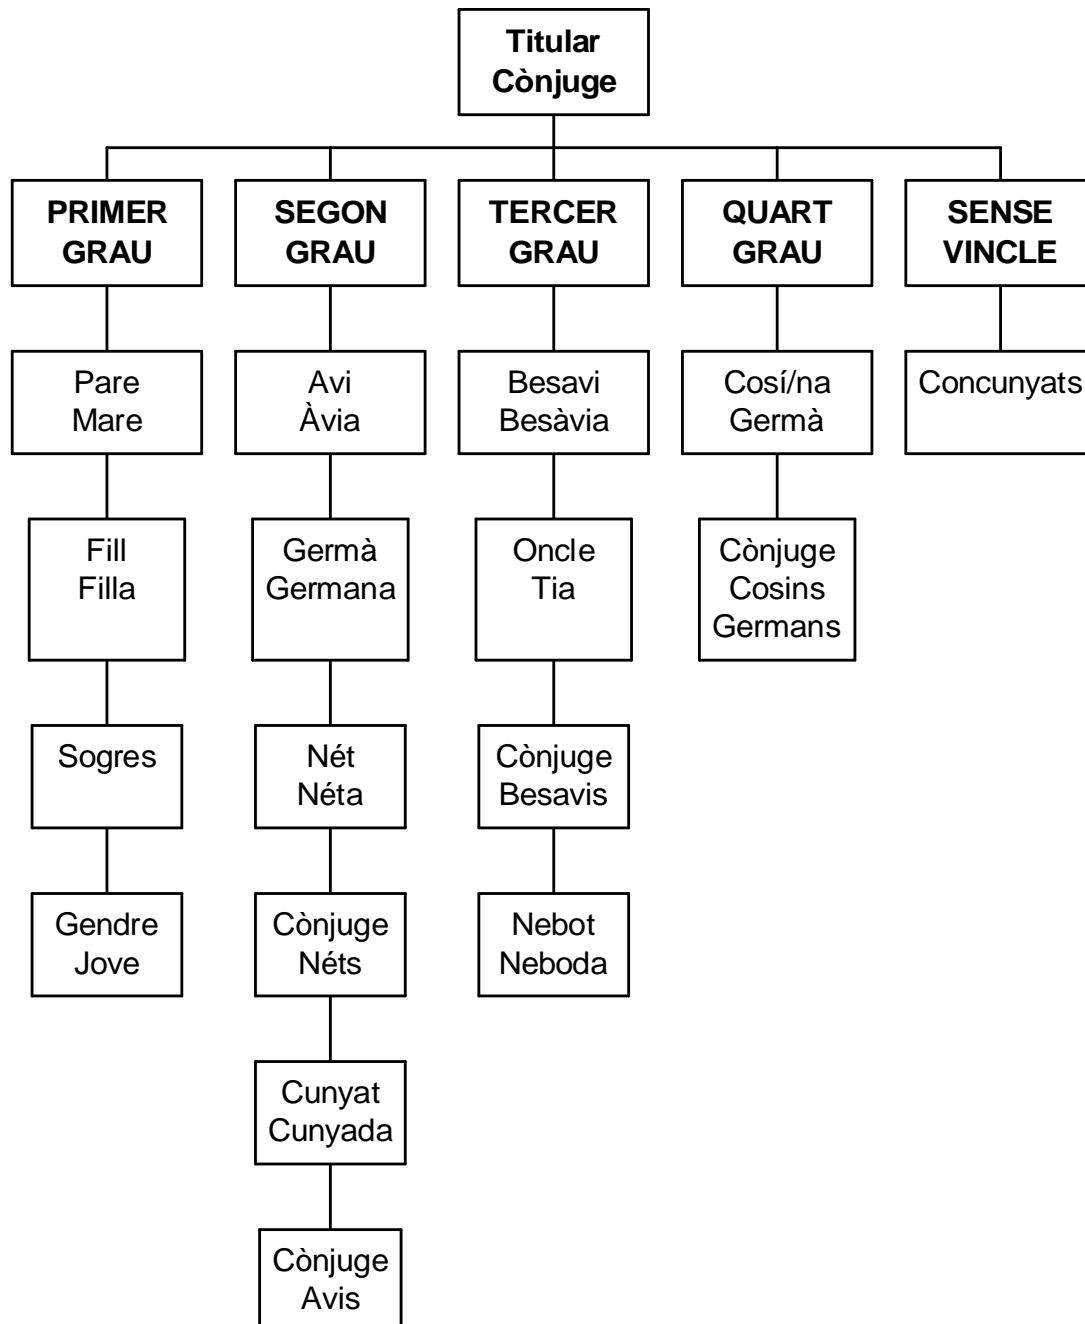 Titular
Cònjuge
PRIMER
GRAU
SEGON
GRAU
TERCER
GRAU
QUART
GRAU
SENSE
VINCLE
Pare
Mare
Avi
Àvia
Besavi
Besàvia
Cosí/na
Germà
Concunyats
Fill
Filla
Germà
Germana
Oncle
Tia
Cònjuge
Cosins
Germans
Sogres
Nét
Néta
Cònjuge
Besavis
Gendre
Jove
Cònjuge
Néts
Nebot
Neboda
Cunyat
Cunyada
Cònjuge
Avis